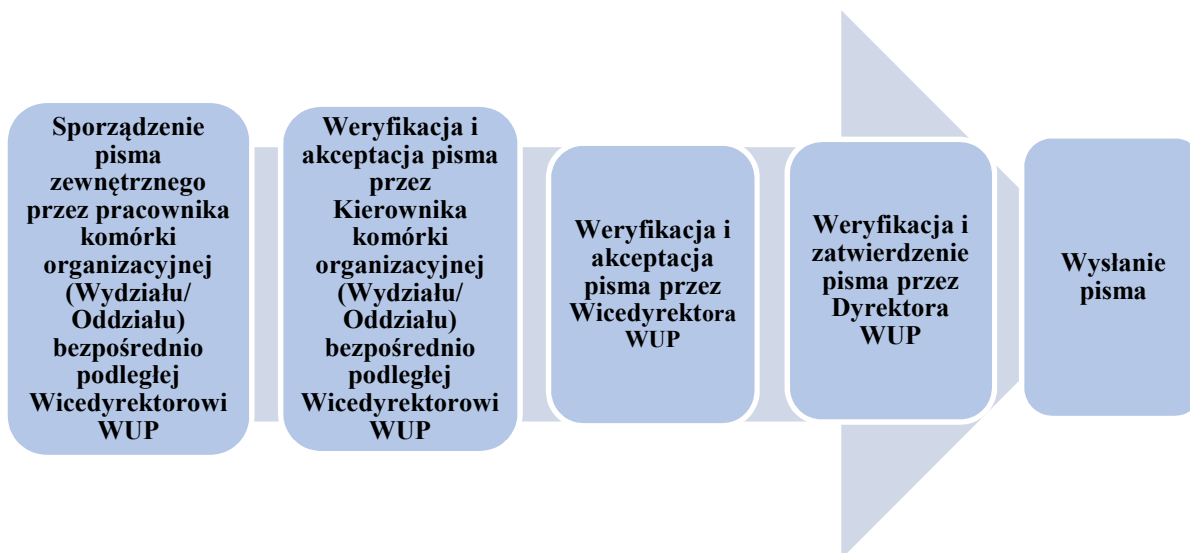 Sporządzenie
pisma
zewnętrznego
przez pracownika
komórki
organizacyjnej
(Wydziału/
Oddziału)
bezpośrednio
podległej
Wicedyrektorowi
WUP
Weryfikacja i
akceptacja pisma
przez
Kierownika
komórki
organizacyjnej
(Wydziału/
Oddziału)
bezpośrednio
podległej
Wicedyrektorowi
WUP
Weryfikacja i
akceptacja
pisma przez
Wicedyrektora
WUP
Weryfikacja i
zatwierdzenie
pisma przez
Dyrektora
WUP
Wysłanie
pisma